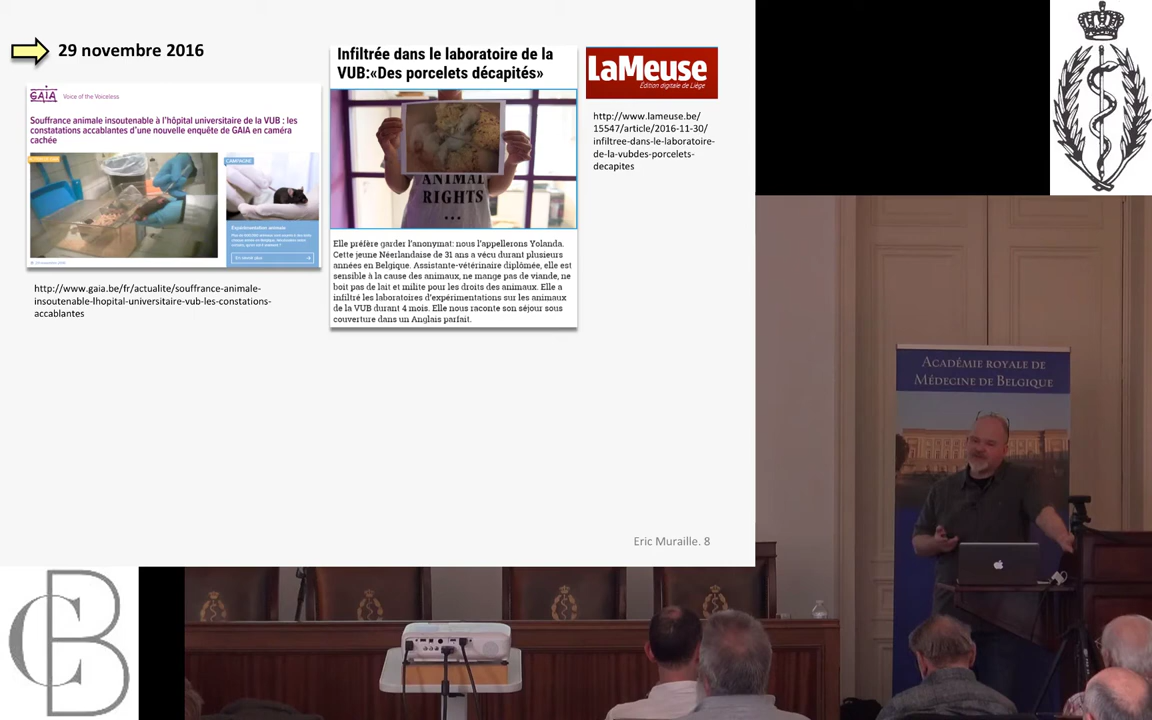 29 novembre 2016
GAIA Voice of the Voiceless
Souffrance animale insoutenable à l'hôpital universitaire de la VUB : les
constatations accablantes d'une nouvelle enquête de GAIA en caméra
cachée
CAMPAGNE
Expérimentation animale
En savoir plus
http://www.gaia.be/fr/actualite/souffrance-animale-
insoutenable-lhopital-universitaire-vub-les-constations-
accablantes
Infiltrée dans le laboratoire de la
VUB:«Des porcelets décapités»
ANIMAL
RIGHTS
...
Elle préfère garder l'anonymat: nous l'appellerons Yolanda.
Cette jeune Néerlandaise de 31 ans a vécu durant plusieurs
années en Belgique. Assistante-vétérinaire diplômée, elle est
sensible à la cause des animaux, ne mange pas de viande, ne
boit pas de lait et milite pour les droits des animaux. Elle a
infiltré les laboratoires d'expérimentations sur les animaux
de la VUB durant 4 mois. Elle nous raconte son séjour sous
couverture dans un Anglais parfait.
LaMeuse
Édition digitale de Liège
http://www.lameuse.be/
15547/article/2016-11-30/
infiltree-dans-le-laboratoire-
de-la-vubdes-porcelets-
decapites
Eric Muraille. 8
Académie royale de
Médecine de Belgique
CB